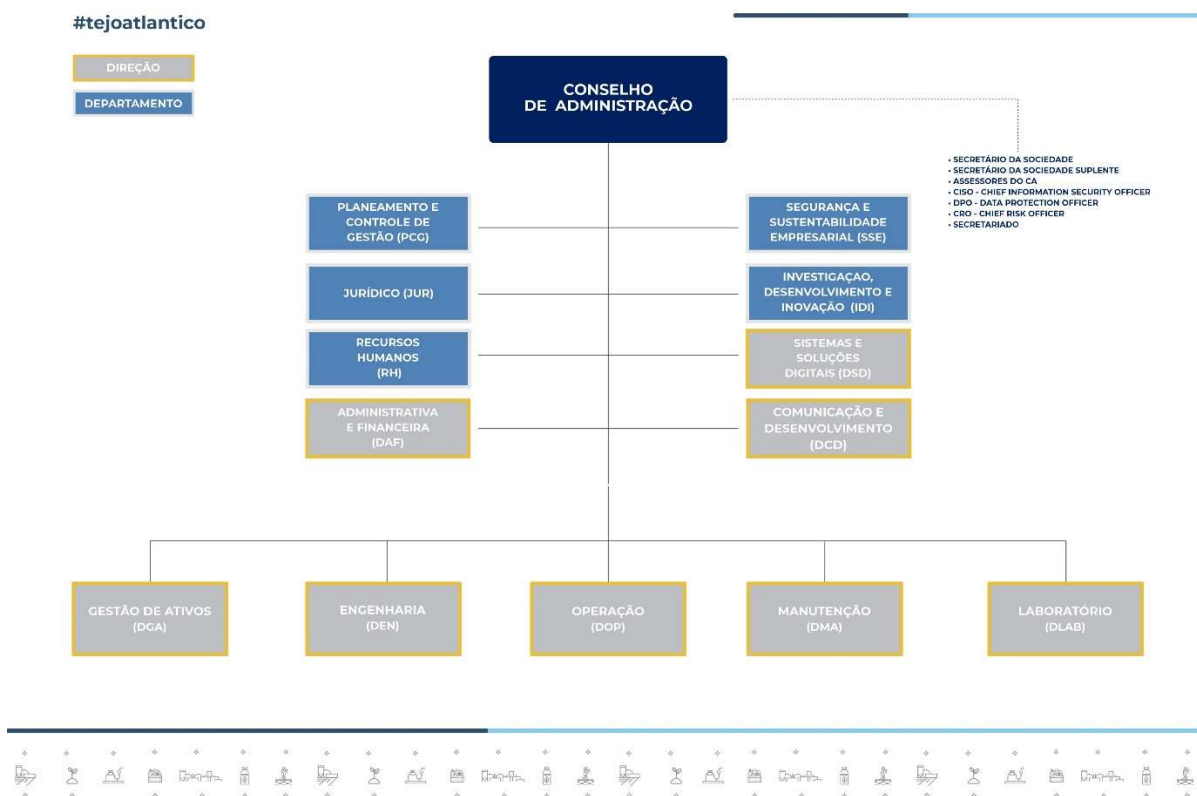 #tejoatlantico
DIREÇÃO
DEPARTAMENTO
CONSELHO
DE ADMINISTRAÇÃO
• SECRETÁRIO DA SOCIEDADE
• SECRETÁRIO DA SOCIEDADE SUPLENTE
• ASSESSORES DO CA
• CISO - CHIEF INFORMATION SECURITY OFFICER
• DPO - DATA PROTECTION OFFICER
• CRO - CHIEF RISK OFFICER
• SECRETARIADO
PLANEAMENTO E
CONTROLE DE
GESTÃO (PCG)
SEGURANÇA E
SUSTENTABILIDADE
EMPRESARIAL (SSE)
JURÍDICO (JUR)
INVESTIGAÇAO,
DESENVOLVIMENTO E
INOVAÇÃO (IDI)
RECURSOS
HUMANOS
(RH)
SISTEMAS E
SOLUÇÕES
DIGITAIS (DSD)
ADMINISTRATIVA
E FINANCEIRA
(DAF)
COMUNICAÇÃO E
DESENVOLVIMENTO
(DCD)
GESTÃO DE ATIVOS
(DGA)
ENGENHARIA
(DEN)
OPERAÇÃO
(DOP)
MANUTENÇÃO
(DMA)
LABORATÓRIO
(DLAB)